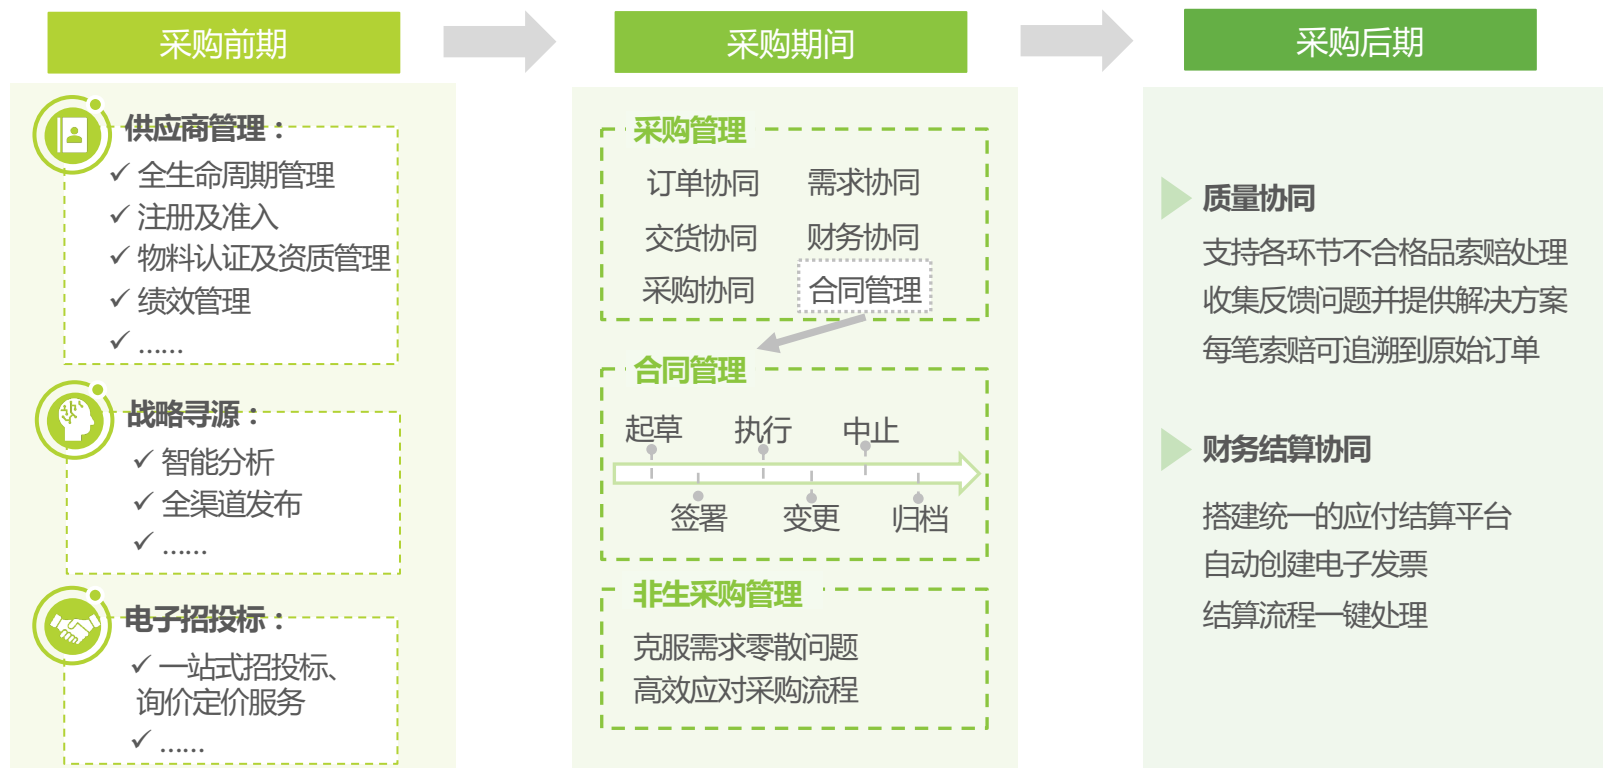 采购前期
供应商管理：
✓ 全生命周期管理
✓ 注册及准入
✓ 物料认证及资质管理
✓ 绩效管理
✓ ……
战略寻源：
✓ 智能分析
✓ 全渠道发布
✓ ……
电子招投标：
✓ 一站式招投标、
询价定价服务
✓ ……
采购期间
采购管理
订单协同 需求协同
交货协同 财务协同
采购协同 合同管理
合同管理
起草 执行 中止
签署 变更 归档
非生采购管理
克服需求零散问题
高效应对采购流程
采购后期
质量协同
支持各环节不合格品索赔处理
收集反馈问题并提供解决方案
每笔索赔可追溯到原始订单
财务结算协同
搭建统一的应付结算平台
自动创建电子发票
结算流程一键处理